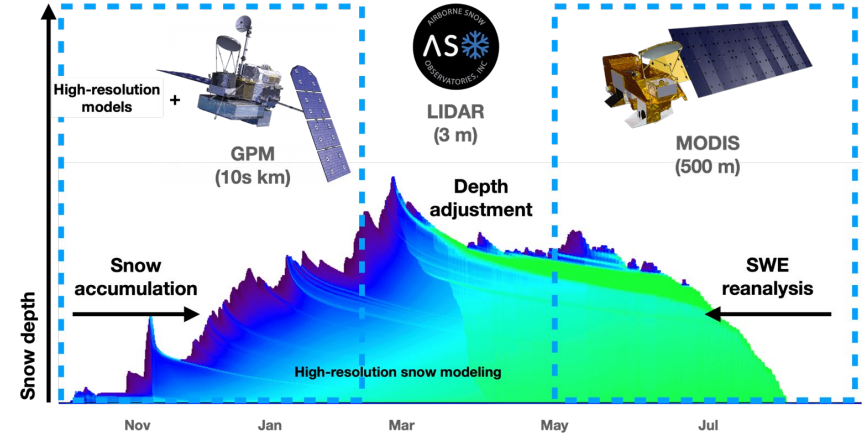 High-resolution
models
+
GPM
(10s km)
AIRBORNE SNOW
ASO
OBSERVATORIES, INC
LIDAR
(3 m)
MODIS
(500 m)
Depth
adjustment
Snow
accumulation
SWE
reanalysis
High-resolution snow modeling
Snow depth
Nov
Jan
Mar
May
Jul